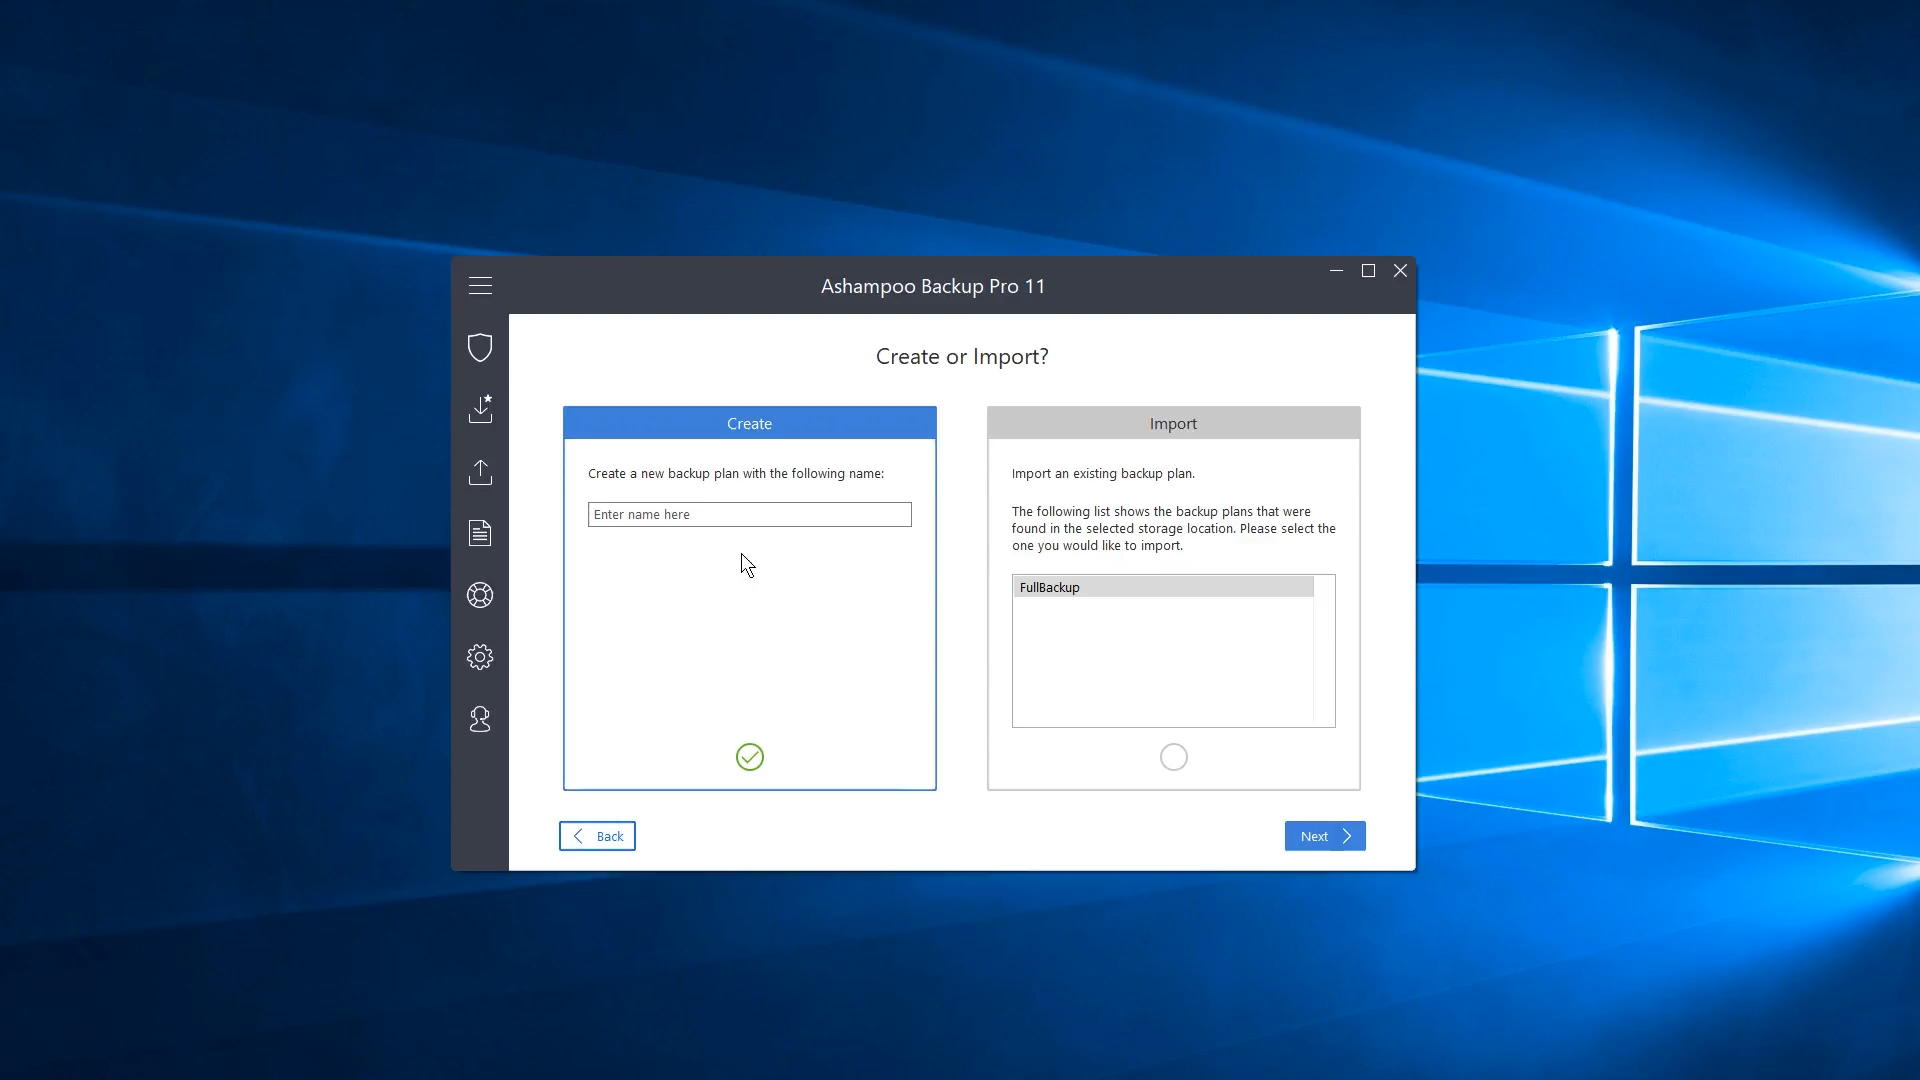 Ashampoo Backup Pro 11
Create or Import?
Create
Create a new backup plan with the following name:
Enter name here
Import
Import an existing backup plan.
The following list shows the backup plans that were
found in the selected storage location. Please select the
one you would like to import.
FullBackup
Back
Next